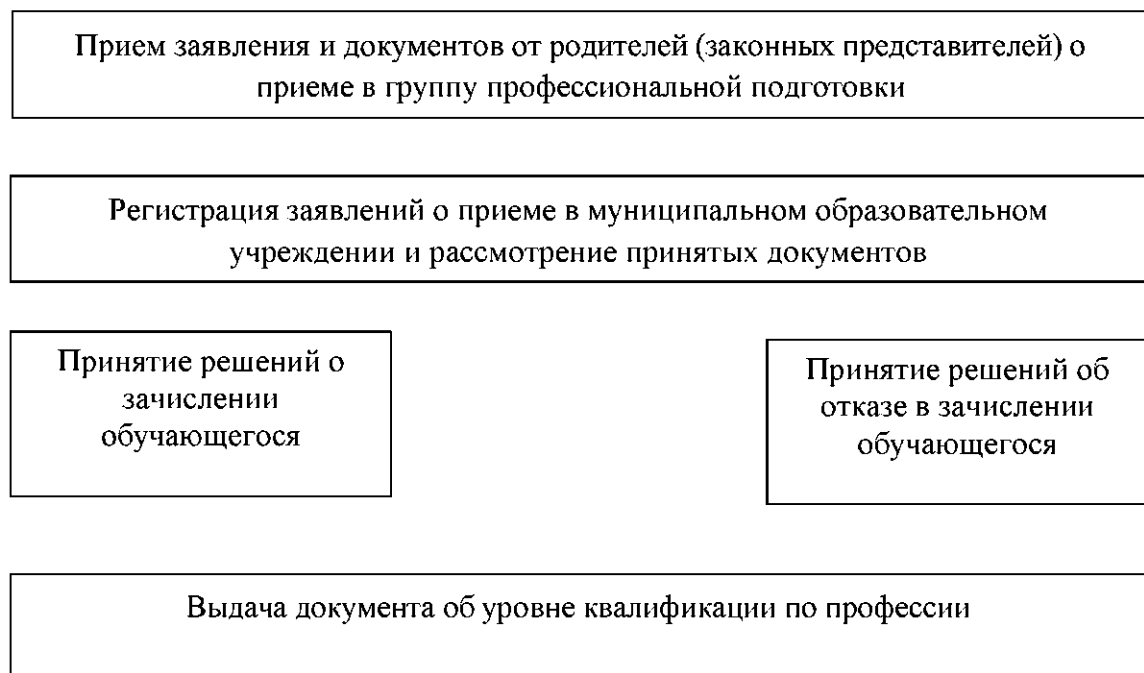 Прием заявления и документов от родителей (законных представителей) о
приеме в группу профессиональной подготовки
Регистрация заявлений о приеме в муниципальном образовательном
учреждении и рассмотрение принятых документов
Принятие решений о
зачислении
обучающегося
Принятие решений об
отказе в зачислении
обучающегося
Выдача документа об уровне квалификации по профессии